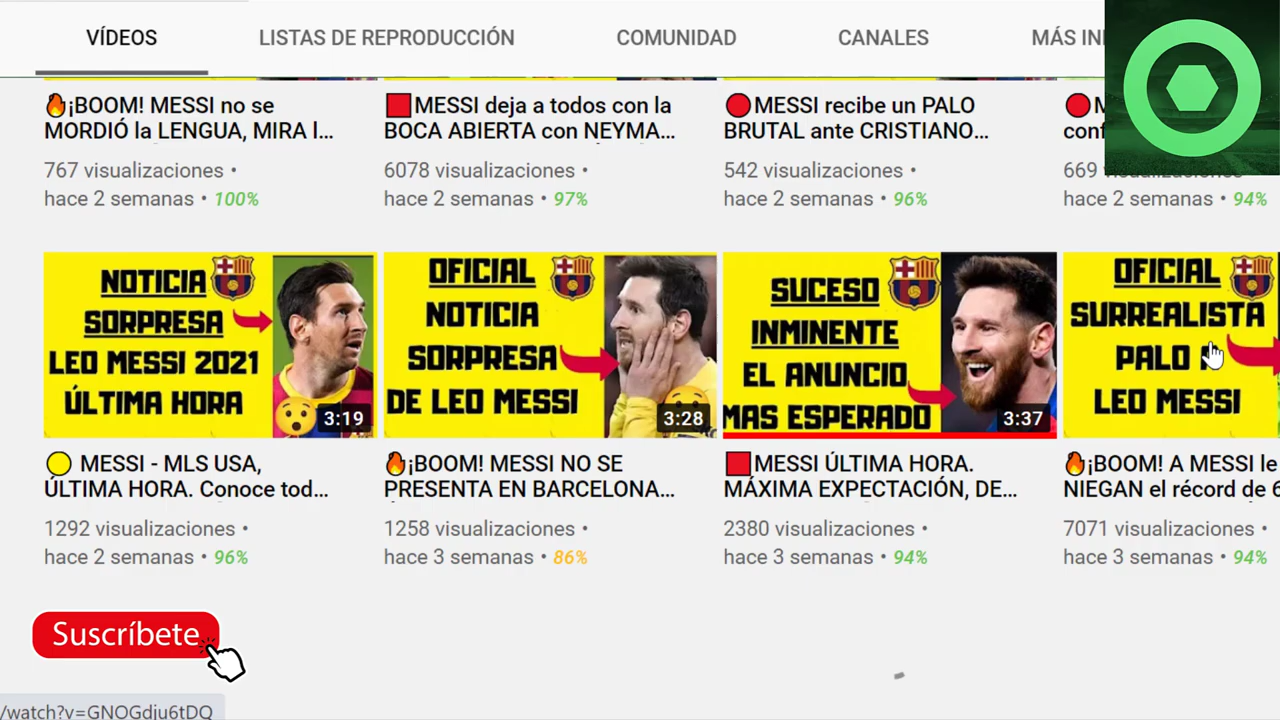 VÍDEOS
LISTAS DE REPRODUCCIÓN
COMUNIDAD
CANALES
MÁS
🔥¡BOOM! MESSI no se
MORDIÓ la LENGUA, MIRA l...
🟥MESSI deja a todos con la
BOCA ABIERTA con NEYMA...
🔴MESSI recibe un PALO
BRUTAL ante CRISTIANO...
🔴
conf
767 visualizaciones •
hace 2 semanas • 100%
6078 visualizaciones •
hace 2 semanas • 97%
542 visualizaciones •
hace 2 semanas • 96%
669 visualizaciones •
hace 2 semanas • 94%
NOTICIA
SORPRESA
LEO MESSI 2021
ÚLTIMA HORA
3:19
OFICIAL
NOTICIA
SORPRESA
DE LEO MESSI
3:28
SUCESO
INMINENTE
EL ANUNCIO
MAS ESPERADO
3:37
OFICIAL
SURREALISTA
PALO
LEO MESSI
🟡 MESSI - MLS USA,
ÚLTIMA HORA. Conoce tod...
🔥¡BOOM! MESSI NO SE
PRESENTA EN BARCELONA...
🟥MESSI ÚLTIMA HORA.
MÁXIMA EXPECTACIÓN, DE...
🔥¡BOOM! A MESSI le
NIEGAN el récord de 6
1292 visualizaciones •
hace 2 semanas • 96%
1258 visualizaciones •
hace 3 semanas • 86%
2380 visualizaciones •
hace 3 semanas • 94%
7071 visualizaciones •
hace 3 semanas • 94%
Suscríbete
/watch?v=GNOGdju6tDQ